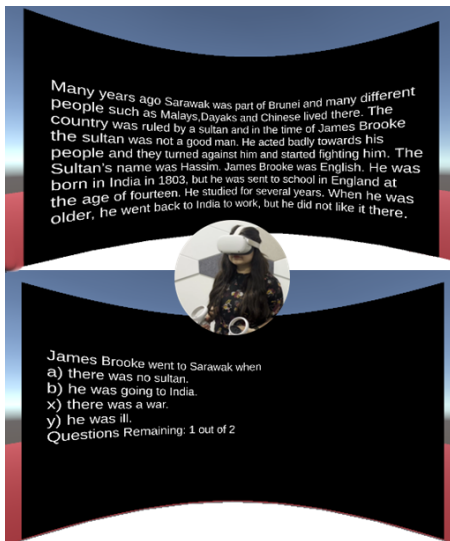 Many years ago Sarawak was part of Brunei and many different
people such as Malays,Dayaks and Chinese lived there. The
country was ruled by a sultan and in the time of James Brooke
the sultan was not a good man. He acted badly towards his
people and they turned against him and started fighting him. The
Sultan's name was Hassim. James Brooke was English. He was
born in India in 1803, but he was sent to school in England at
the age of fourteen. He studied for several years. When he was
older, he went back to India to work, but he did not like it there.
James Brooke went to Sarawak when
a) there was no sultan.
b) he was going to India.
x) there was a war.
y) he was ill.
Questions Remaining: 1 out of 2